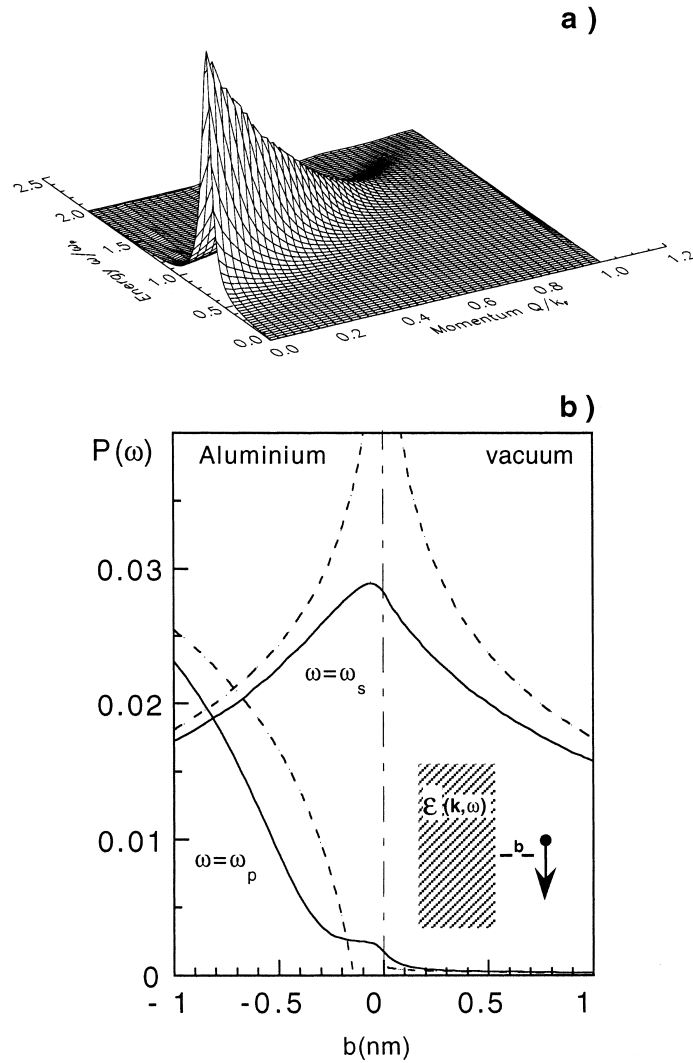 a )
2.5
2.0
1.5
1.0
0.5
0.0
Energy ω/ωₚ
0.0
0.2
0.4
0.6
0.8
1.0
1.2
Momentum Q/kF
b )
P(ω)
Aluminium
vacuum
0.03
0.02
0.01
0
ω=ωs
ω=ωp
ε (k,ω)
b
- 1
-0.5
0
0.5
1
b(nm)